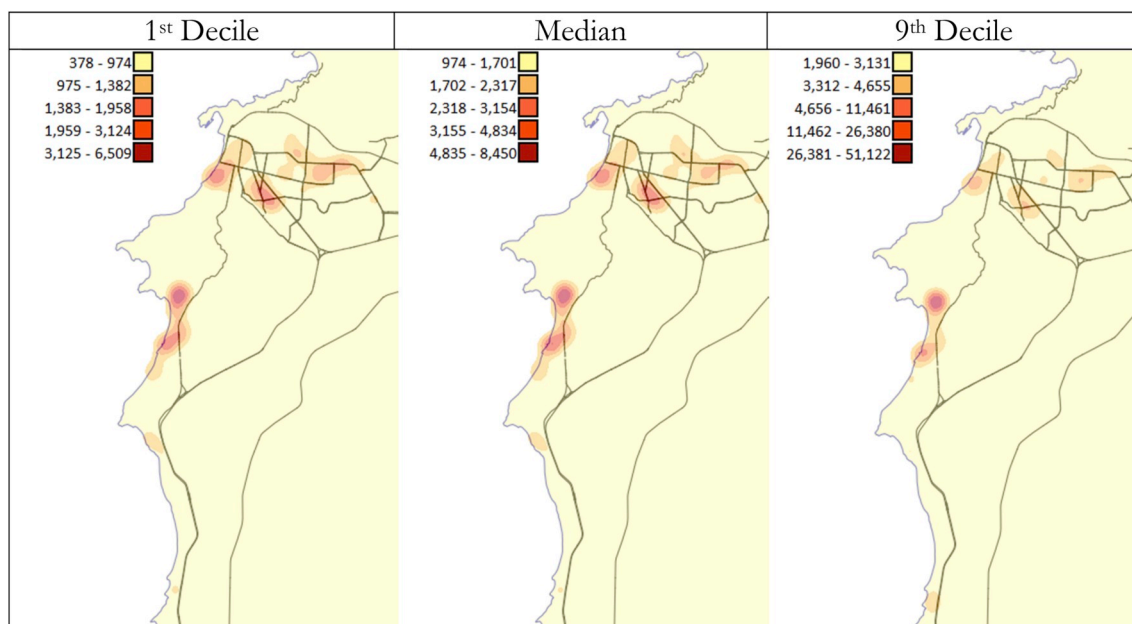 1st Decile
378 - 974
975 - 1,382
1,383 - 1,958
1,959 - 3,124
3,125 - 6,509
Median
974 - 1,701
1,702 - 2,317
2,318 - 3,154
3,155 - 4,834
4,835 - 8,450
9th Decile
1,960 - 3,131
3,312 - 4,655
4,656 - 11,461
11,462 - 26,380
26,381 - 51,122